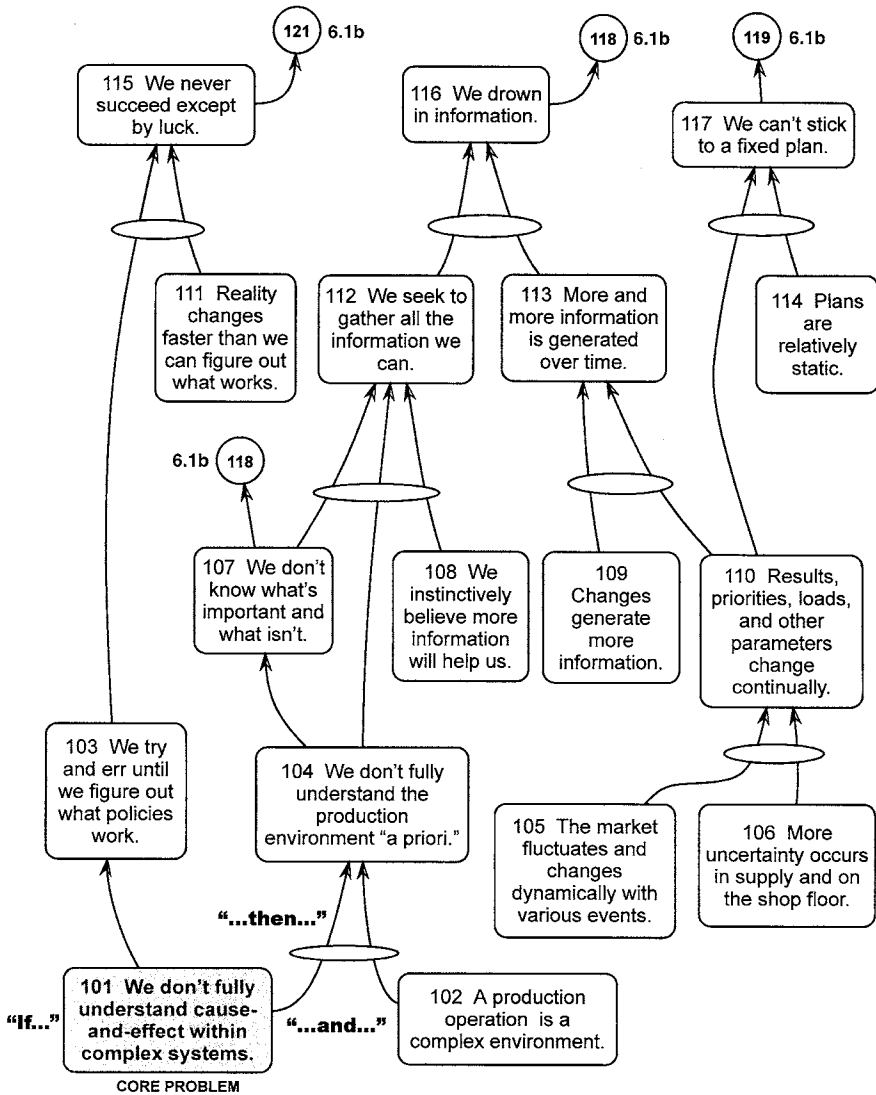 121 6.1b
118 6.1b
119 6.1b
115 We never
succeed except
by luck.
116 We drown
in information.
117 We can't stick
to a fixed plan.
111 Reality
changes
faster than we
can figure out
what works.
112 We seek to
gather all the
information we
can.
113 More and
more information
is generated
over time.
114 Plans
are
relatively
static.
6.1b 118
107 We don't
know what's
important and
what isn't.
108 We
instinctively
believe more
information
will help us.
109
Changes
generate
more
information.
110 Results,
priorities, loads,
and other
parameters
change
continually.
103 We try
and err until
we figure out
what policies
work.
104 We don't fully
understand the
production
environment “a priori.”
105 The market
fluctuates and
changes
dynamically with
various events.
106 More
uncertainty occurs
in supply and on
the shop floor.
“...then...”
“If...”
101 We don't fully
understand cause-
and-effect within
complex systems.
“...and...”
102 A production
operation is a
complex environment.
CORE PROBLEM